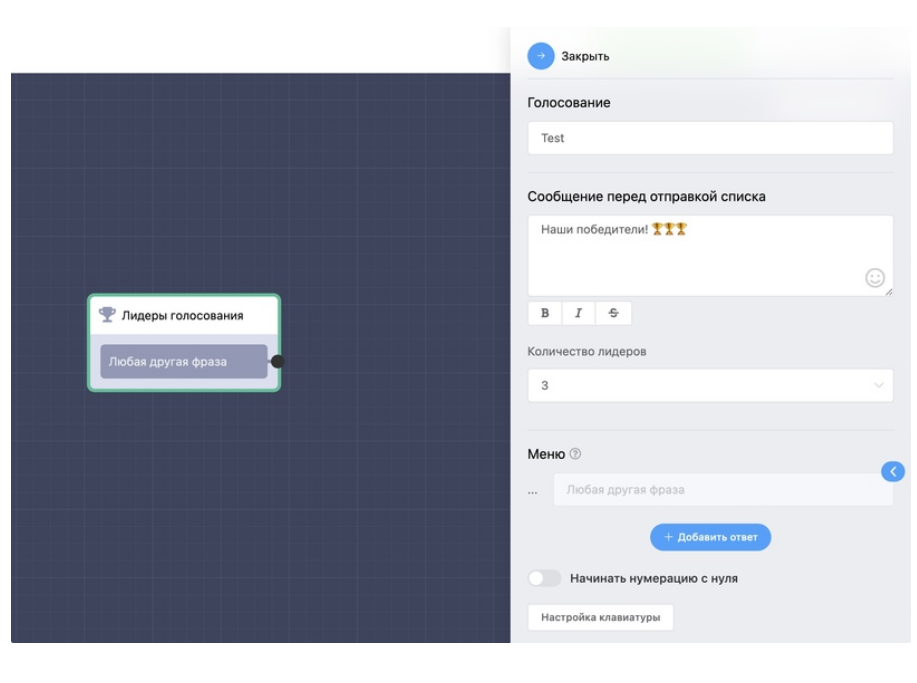 Закрыть
Голосование
Test
Сообщение перед отправкой списка
Наши победители! 🏆🏆🏆
B I S
Количество лидеров
3
Меню ?
... Любая другая фраза
+ Добавить ответ
Начинать нумерацию с нуля
Настройка клавиатуры
Лидеры голосования
Любая другая фраза